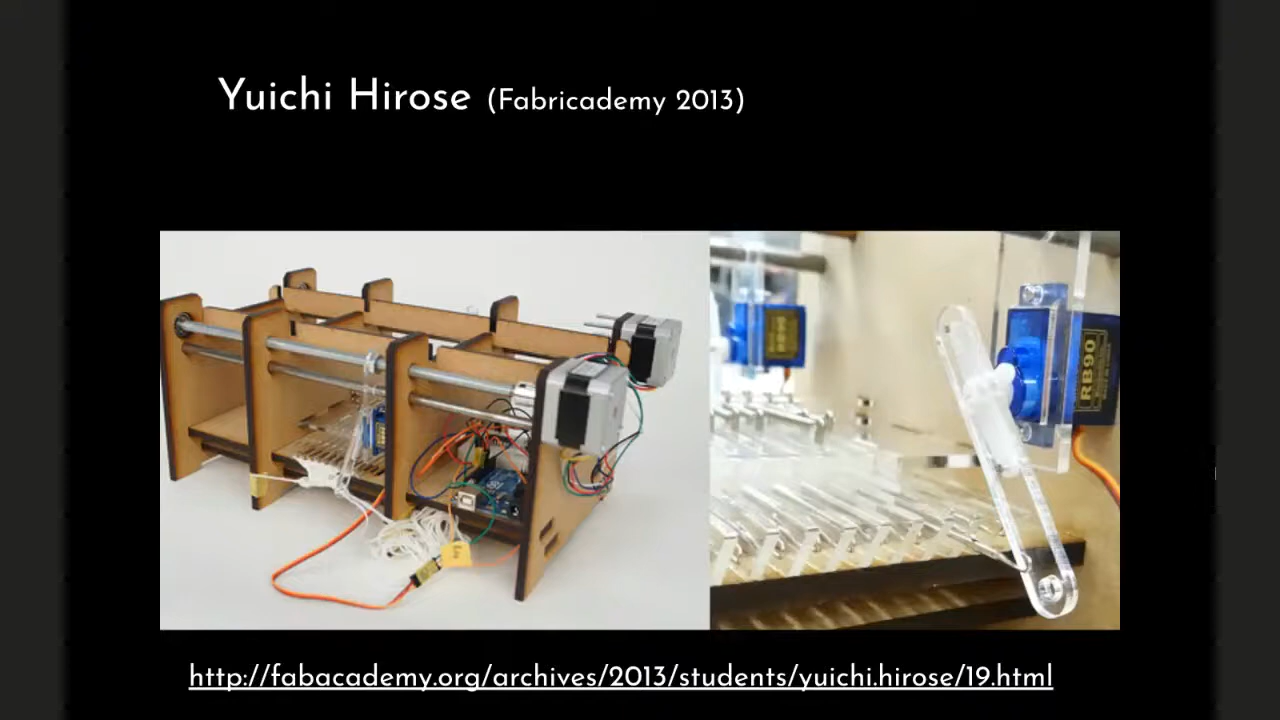 Yuichi Hirose (Fabricademy 2013)
RB90
http://fabacademy.org/archives/2013/students/yuichi.hirose/19.html